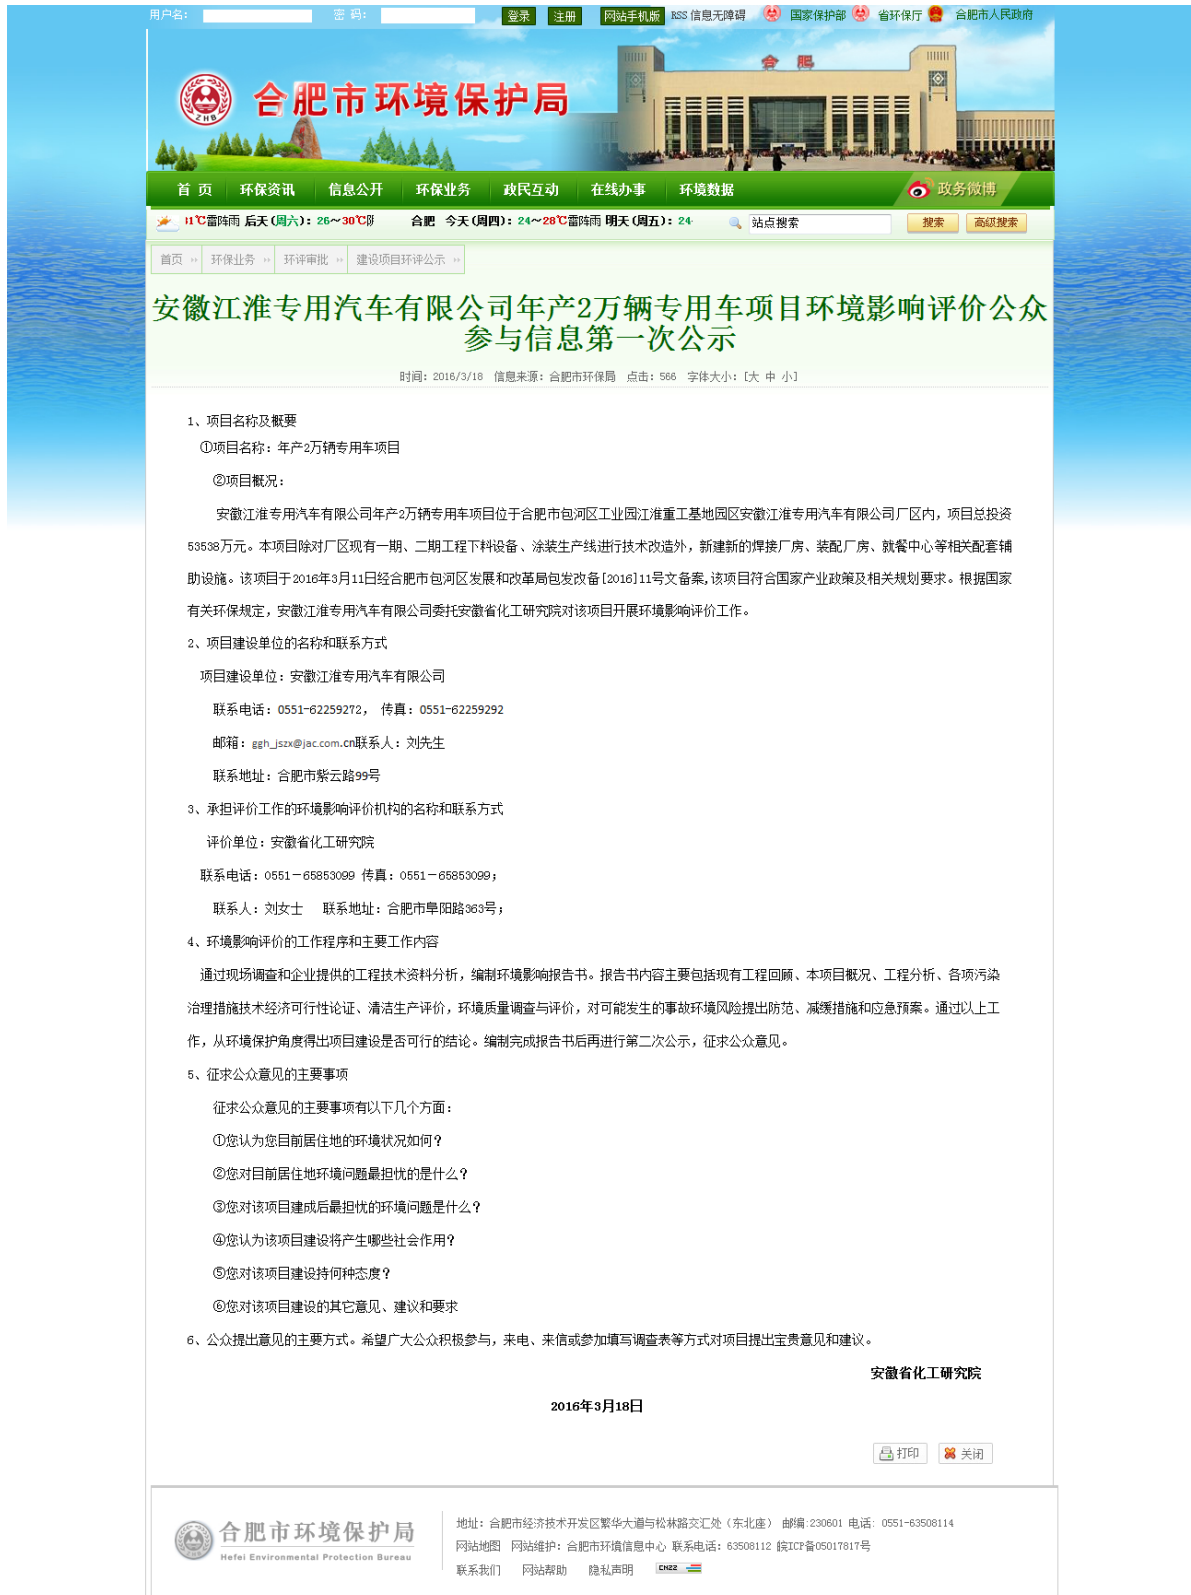 用户名:  密 码:  登录 注册 网站手机版 RSS 信息无障碍 国家保护部 省环保厅 合肥市人民政府
合 肥
ZHB 合肥市环境保护局
首 页 环保资讯 信息公开 环保业务 政民互动 在线办事 环境数据 政务微博
31℃雷阵雨 后天(周六): 26～30℃阵 合肥 今天(周四): 24～28℃雷阵雨 明天(周五): 24 站点搜索 搜索 高级搜索
首页 环保业务 环评审批 建设项目环评公示
安徽江淮专用汽车有限公司年产2万辆专用车项目环境影响评价公众
参与信息第一次公示
时间: 2016/3/18 信息来源: 合肥市环保局 点击: 566 字体大小: [大 中 小]
1、项目名称及概要
①项目名称: 年产2万辆专用车项目
②项目概况:
安徽江淮专用汽车有限公司年产2万辆专用车项目位于合肥市包河区工业园江淮重工基地园区安徽江淮专用汽车有限公司厂区内，项目总投资
53538万元。本项目除对厂区现有一期、二期工程下料设备、涂装生产线进行技术改造外，新建新的焊接厂房、装配厂房、就餐中心等相关配套辅
助设施。该项目于2016年3月11日经合肥市包河区发展和改革局包发改备[2016]11号文备案,该项目符合国家产业政策及相关规划要求。根据国家
有关环保规定，安徽江淮专用汽车有限公司委托安徽省化工研究院对该项目开展环境影响评价工作。
2、项目建设单位的名称和联系方式
项目建设单位: 安徽江淮专用汽车有限公司
联系电话: 0551-62259272， 传真: 0551-62259292
邮箱: ggh_jszx@jac.com.cn联系人: 刘先生
联系地址: 合肥市紫云路99号
3、承担评价工作的环境影响评价机构的名称和联系方式
评价单位: 安徽省化工研究院
联系电话: 0551－65853099 传真: 0551－65853099;
联系人: 刘女士 联系地址: 合肥市阜阳路363号;
4、环境影响评价的工作程序和主要工作内容
通过现场调查和企业提供的工程技术资料分析，编制环境影响报告书。报告书内容主要包括现有工程回顾、本项目概况、工程分析、各项污染
治理措施技术经济可行性论证、清洁生产评价，环境质量调查与评价，对可能发生的事故环境风险提出防范、减缓措施和应急预案。通过以上工
作，从环境保护角度得出项目建设是否可行的结论。编制完成报告书后再进行第二次公示，征求公众意见。
5、征求公众意见的主要事项
征求公众意见的主要事项有以下几个方面:
①您认为您目前居住地的环境状况如何?
②您对目前居住地环境问题最担忧的是什么?
③您对该项目建成后最担忧的环境问题是什么?
④您认为该项目建设将产生哪些社会作用?
⑤您对该项目建设持何种态度?
⑥您对该项目建设的其它意见、建议和要求
6、公众提出意见的主要方式。希望广大公众积极参与，来电、来信或参加填写调查表等方式对项目提出宝贵意见和建议。
安徽省化工研究院
2016年3月18日
打印 关闭
合肥市环境保护局
Hefei Environmental Protection Bureau
地址: 合肥市经济技术开发区繁华大道与松林路交汇处（东北座） 邮编:230601 电话: 0551-63508114
网站地图 网站维护: 合肥市环境信息中心 联系电话: 63508112 皖ICP备05017817号
联系我们 网站帮助 隐私声明 CNZZ